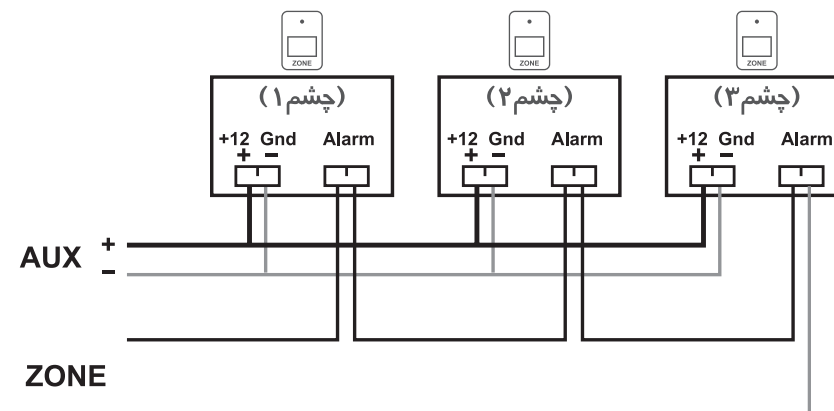 ZONE ZONE ZONE
(چشم۱) (چشم۲) (چشم۳)
+12 Gnd Alarm +12 Gnd Alarm +12 Gnd Alarm
+ − + − + −
AUX +
−
ZONE